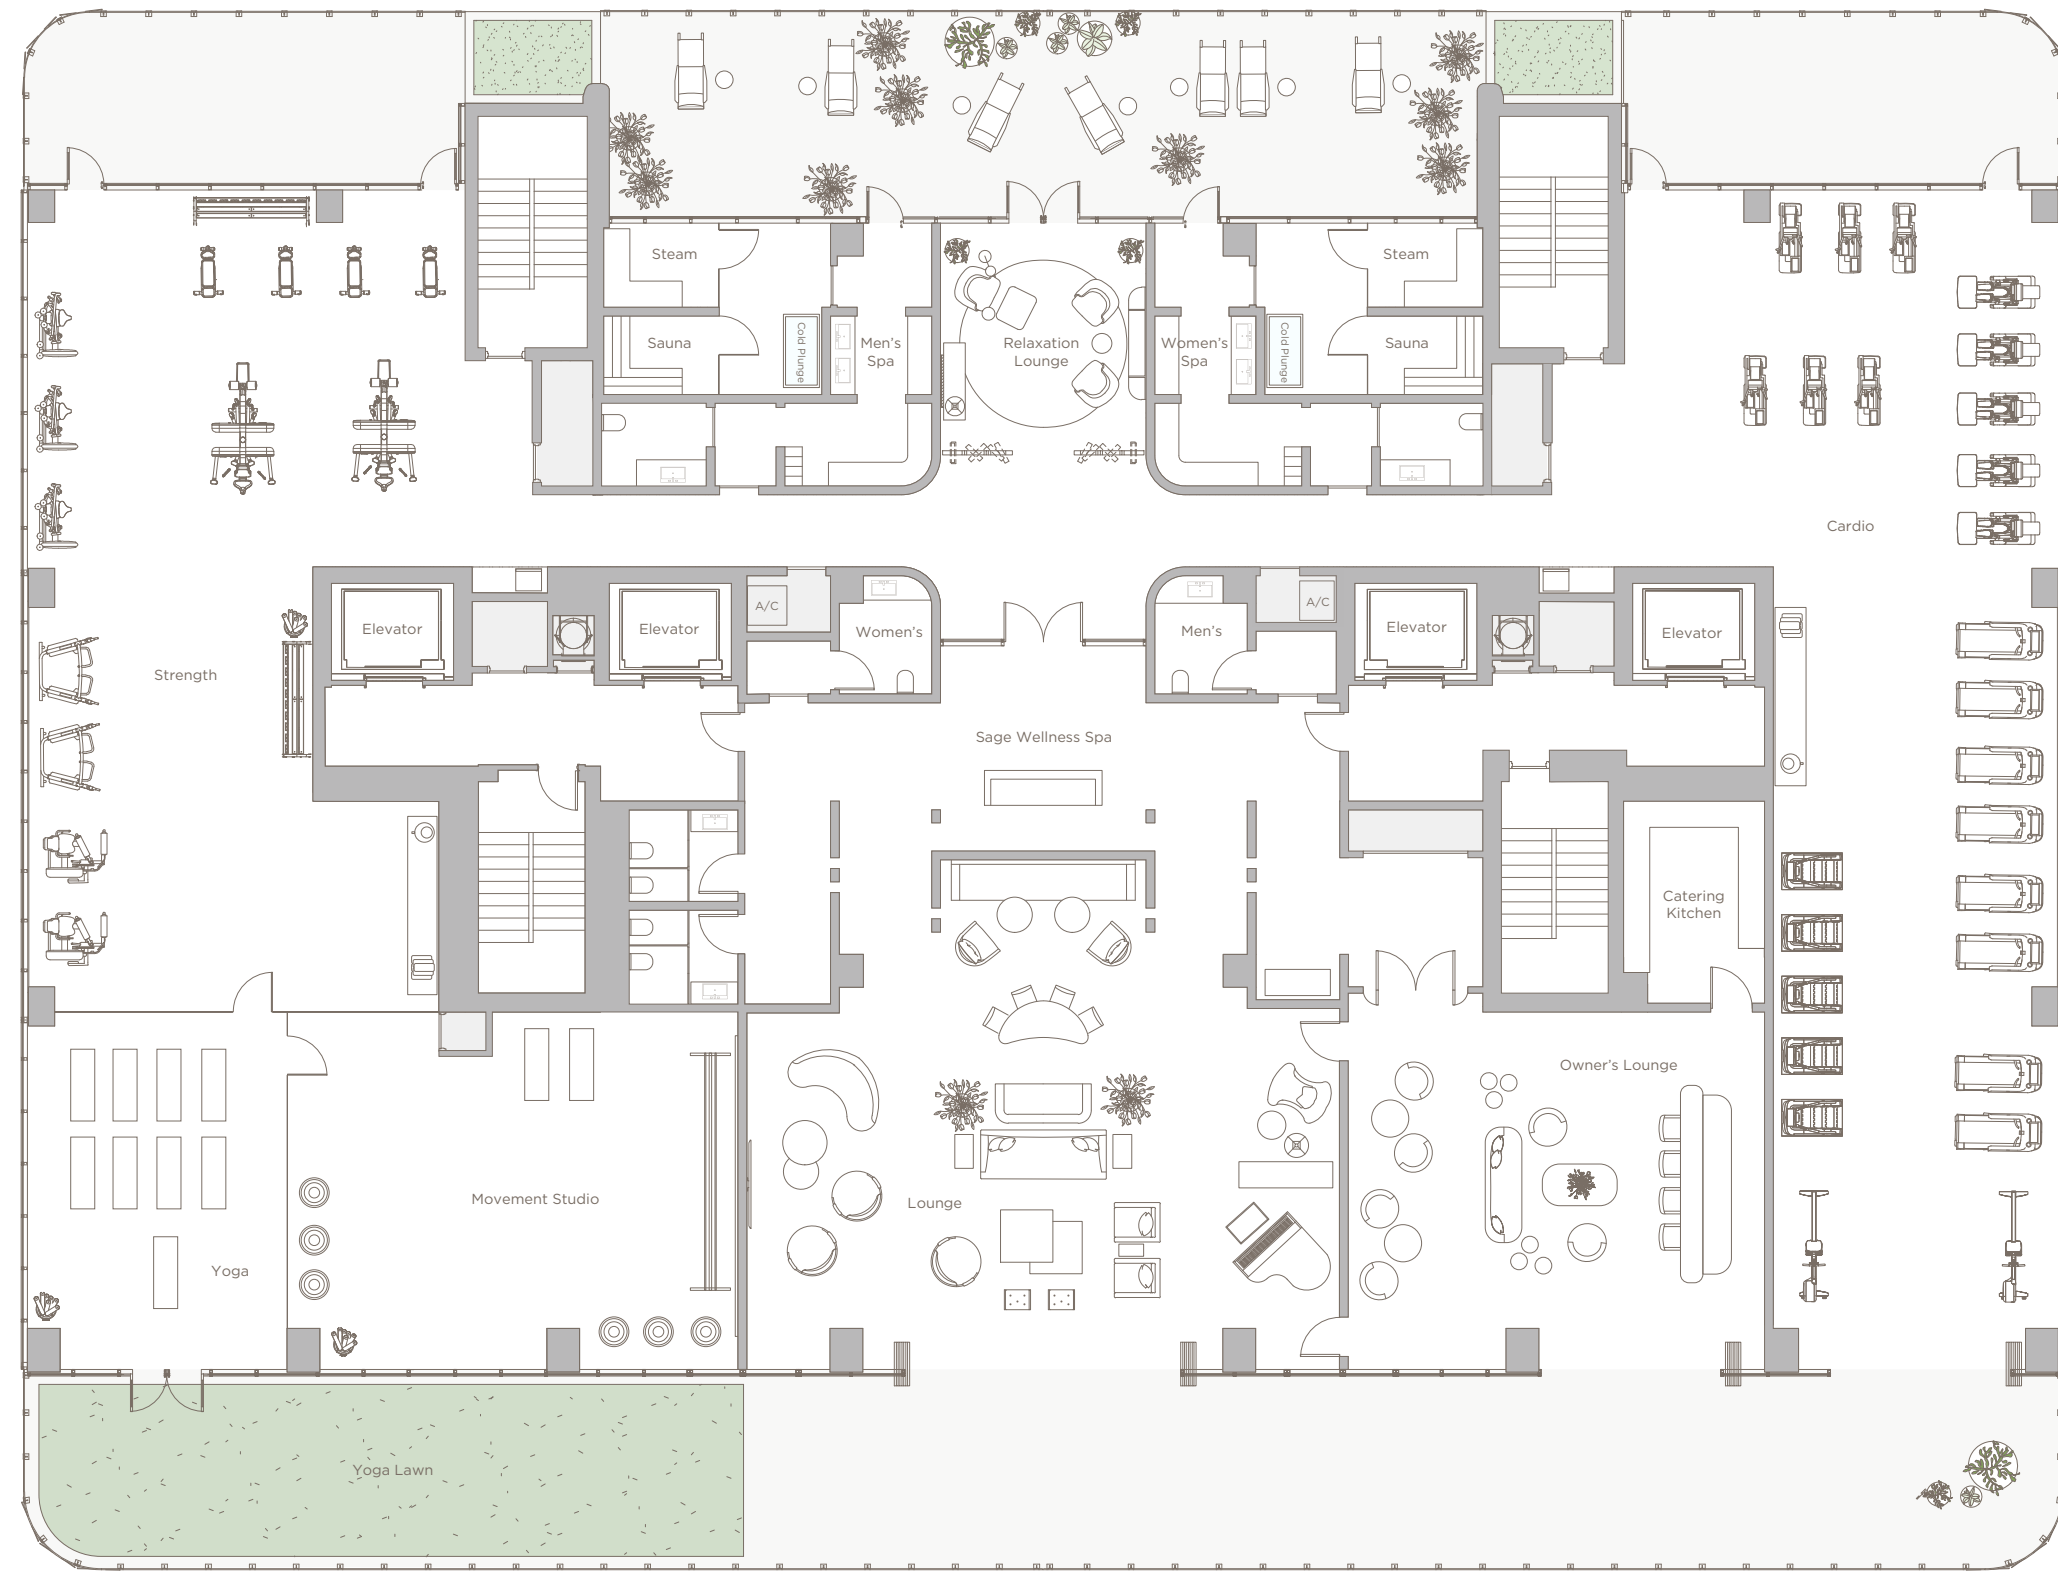 Steam
Steam
Sauna
Cold Plunge
Men's
Spa
Relaxation
Lounge
Women's
Spa
Cold Plunge
Sauna
Cardio
A/C
A/C
Elevator
Elevator
Women's
Men's
Elevator
Elevator
Strength
Sage Wellness Spa
Catering
Kitchen
Owner's Lounge
Movement Studio
Lounge
Yoga
Yoga Lawn